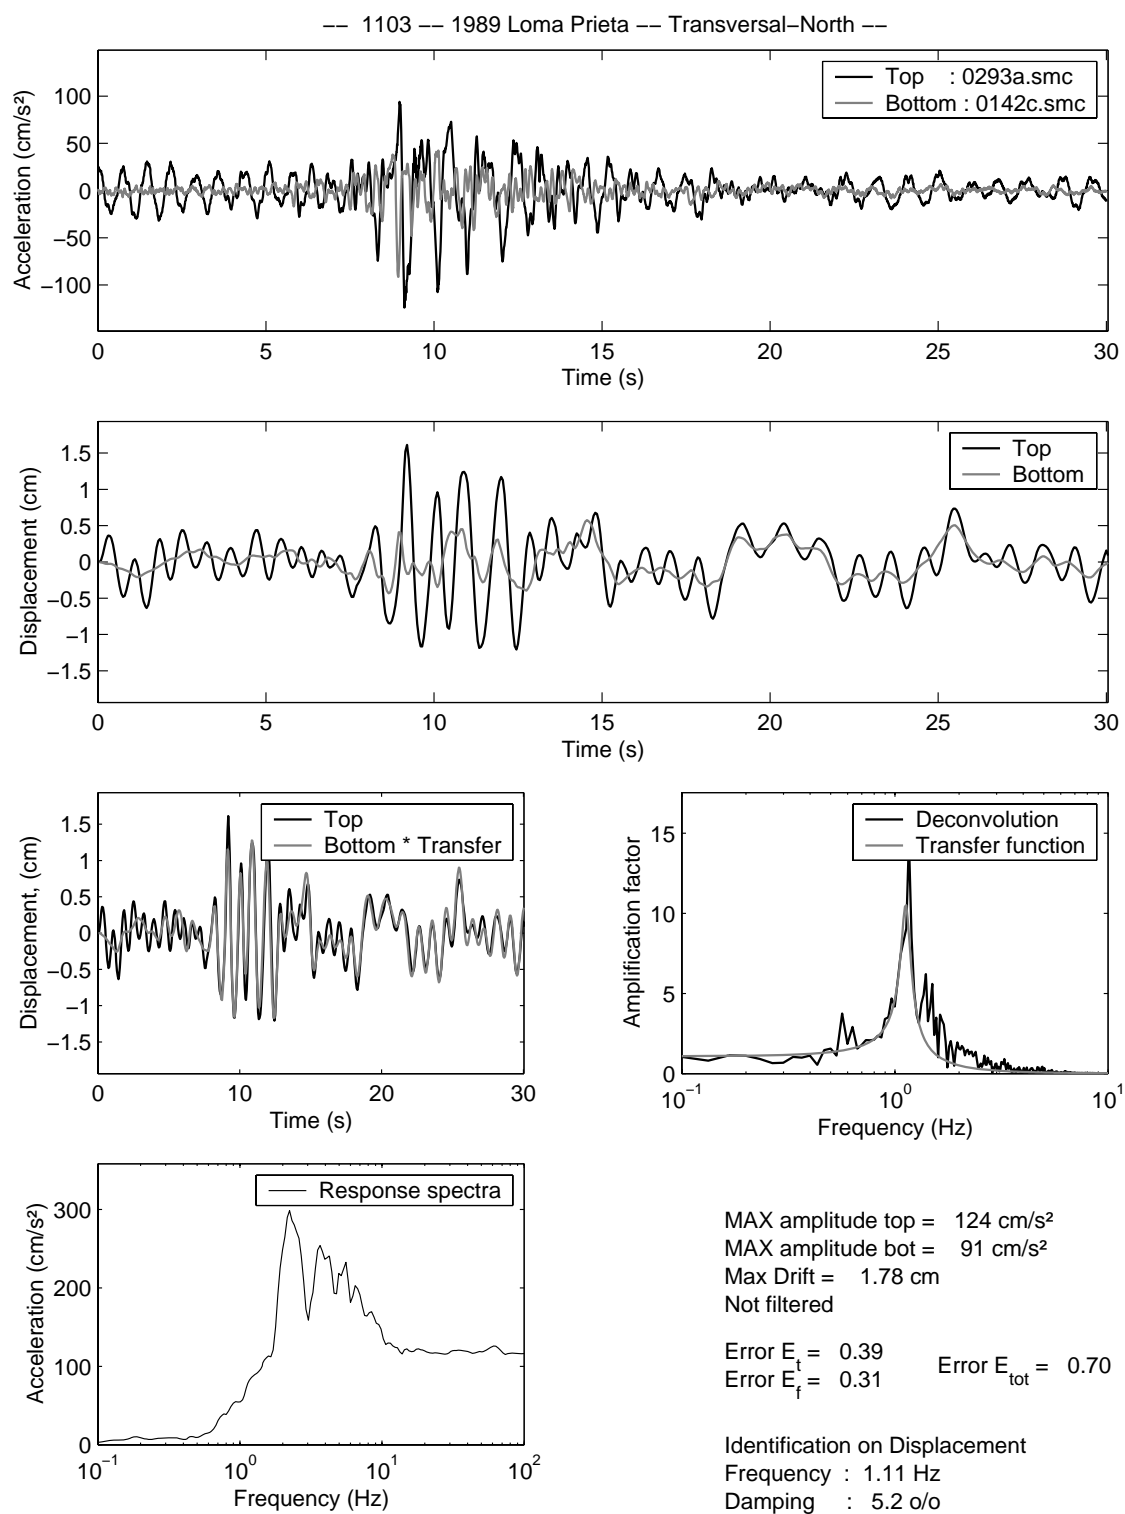 −− 1103 −− 1989 Loma Prieta −− Transversal−North −−
Top : 0293a.smc
Bottom : 0142c.smc
Acceleration (cm/s²)
100
50
0
−50
−100
0 5 10 15 20 25 30
Time (s)
Top
Bottom
Displacement (cm)
1.5
1
0.5
0
−0.5
−1
−1.5
0 5 10 15 20 25 30
Time (s)
Top
Bottom * Transfer
Displacement, (cm)
1.5
1
0.5
0
−0.5
−1
−1.5
0 10 20 30
Time (s)
Deconvolution
Transfer function
Amplification factor
15
10
5
0
10−1 100 101
Frequency (Hz)
Response spectra
Acceleration (cm/s²)
300
200
100
0
10−1 100 101 102
Frequency (Hz)
MAX amplitude top = 124 cm/s²
MAX amplitude bot = 91 cm/s²
Max Drift = 1.78 cm
Not filtered
Error Et = 0.39
Error Ef = 0.31
Error Etot = 0.70
Identification on Displacement
Frequency : 1.11 Hz
Damping : 5.2 o/o